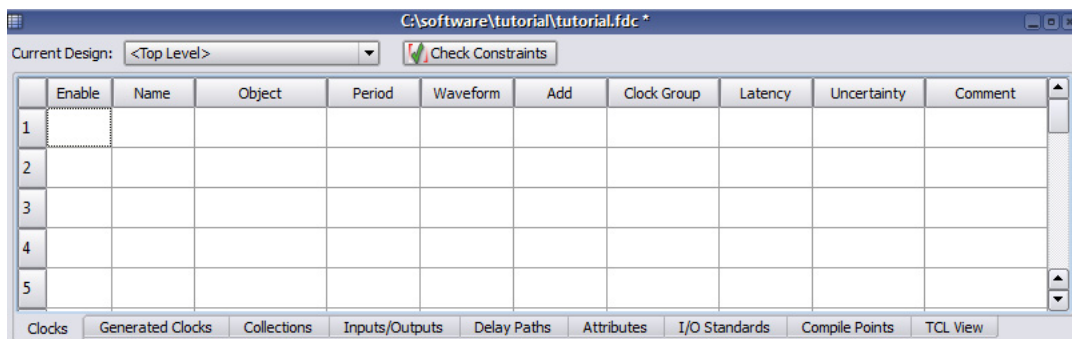 C:\software\tutorial\tutorial.fdc *
Current Design: <Top Level> Check Constraints
Enable Name Object Period Waveform Add Clock Group Latency Uncertainty Comment
1
2
3
4
5
Clocks Generated Clocks Collections Inputs/Outputs Delay Paths Attributes I/O Standards Compile Points TCL View